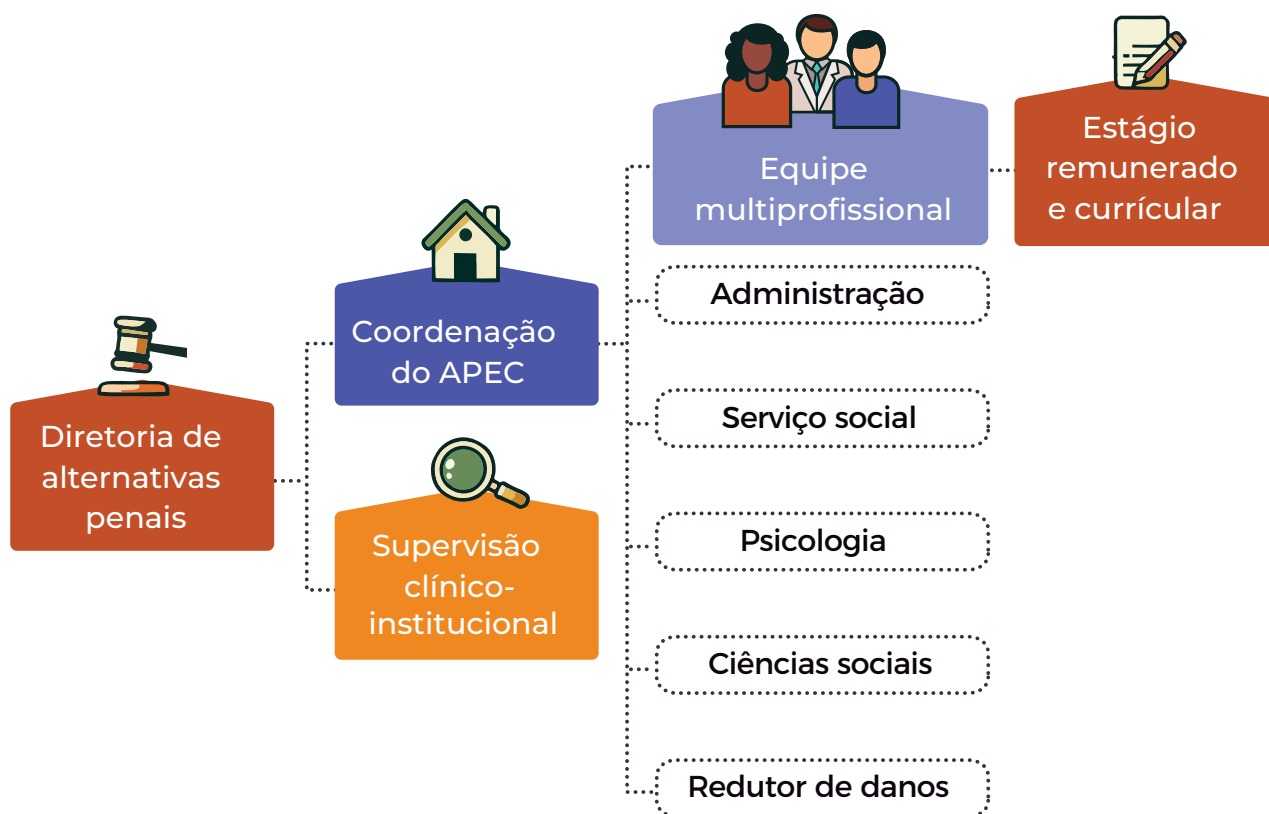 Diretoria de
alternativas
penais
Coordenação
do APEC
Supervisão
clínico-
institucional
Equipe
multiprofissional
Administração
Serviço social
Psicologia
Ciências sociais
Redutor de danos
Estágio
remunerado
e currícular